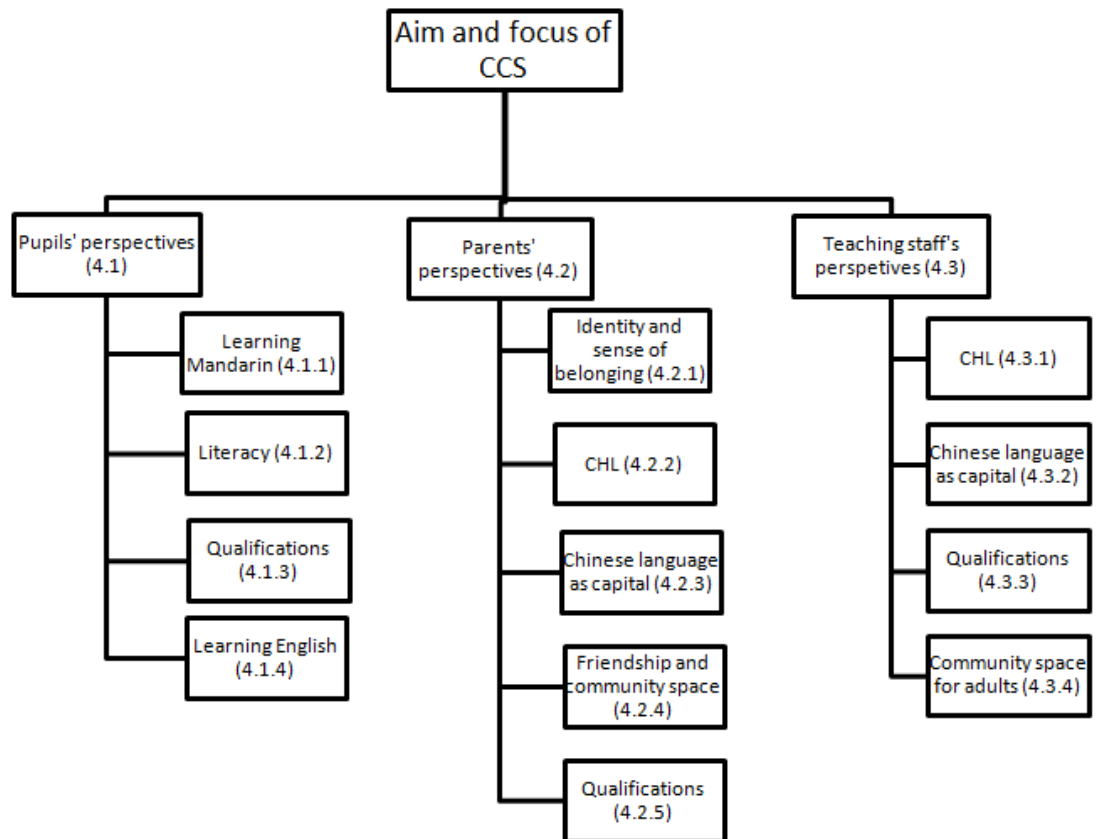 Aim and focus of
CCS
Pupils' perspectives
(4.1)
Learning
Mandarin (4.1.1)
Literacy (4.1.2)
Qualifications
(4.1.3)
Learning English
(4.1.4)
Parents'
perspectives (4.2)
Identity and
sense of
belonging (4.2.1)
CHL (4.2.2)
Chinese language
as capital (4.2.3)
Friendship and
community space
(4.2.4)
Qualifications
(4.2.5)
Teaching staff's
perspetives (4.3)
CHL (4.3.1)
Chinese language
as capital (4.3.2)
Qualifications
(4.3.3)
Community space
for adults (4.3.4)